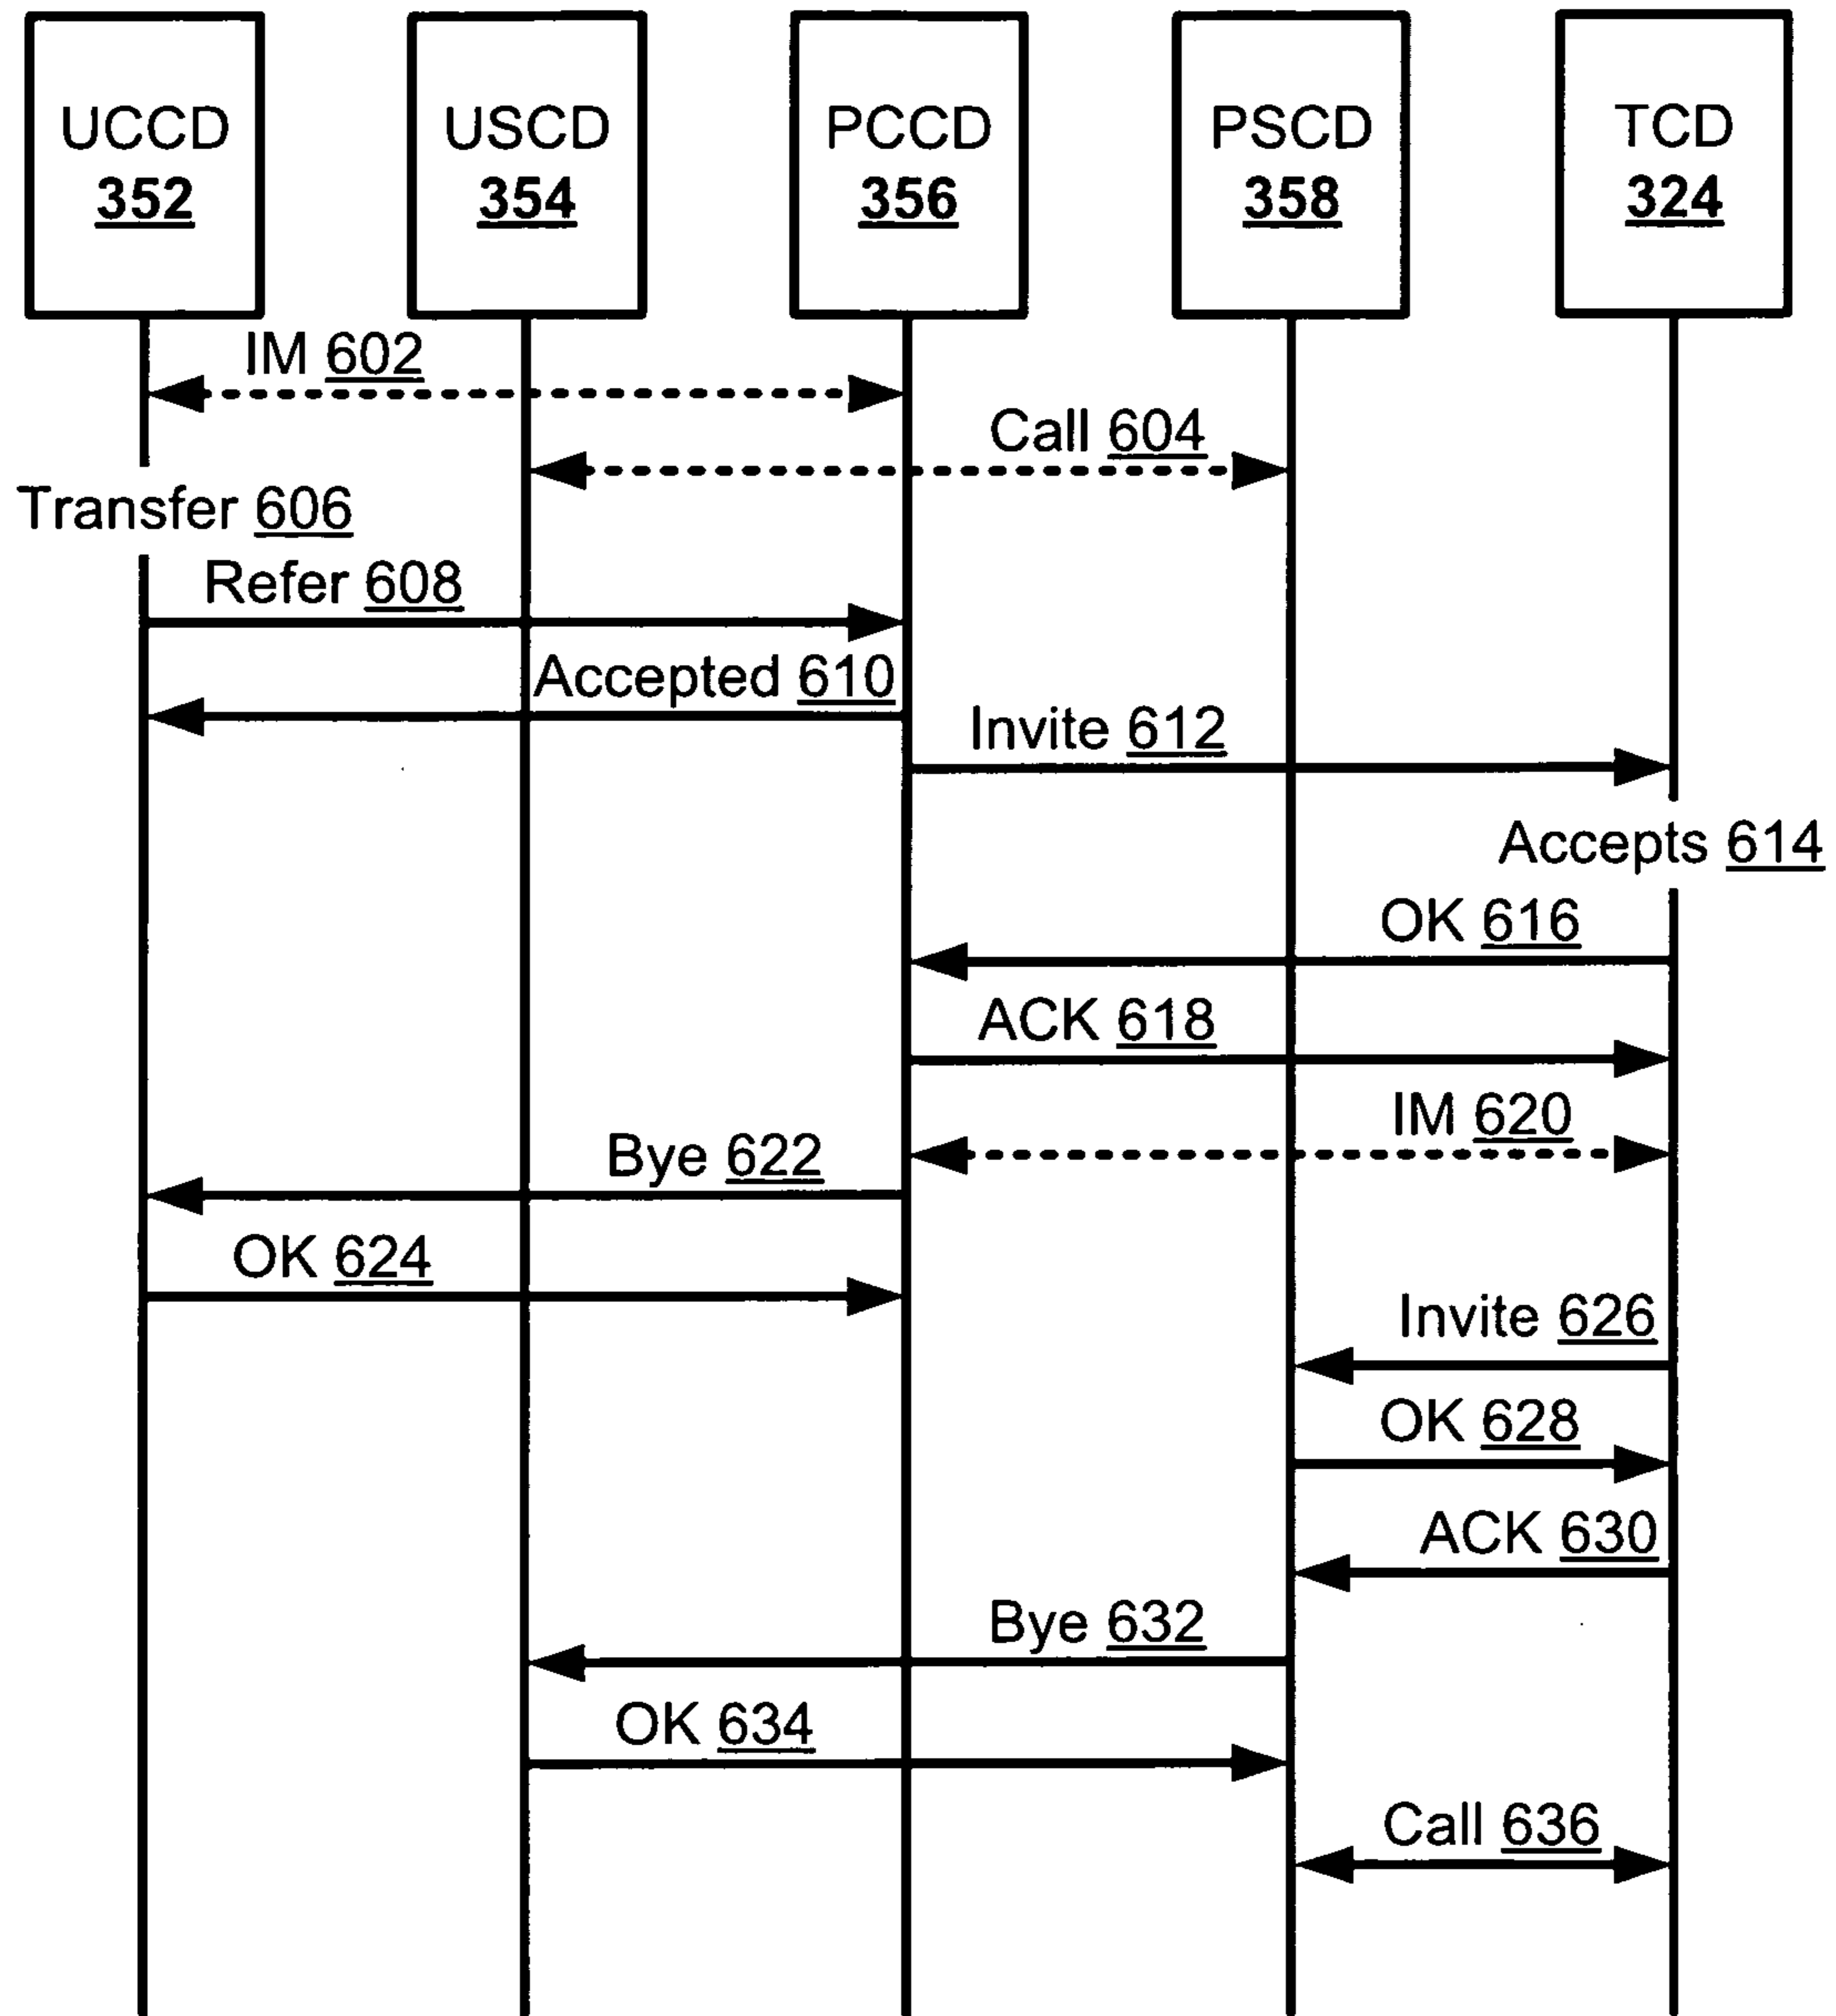 UCCD
352
USCD
354
PCCD
356
PSCD
358
TCD
324
IM 602
Call 604
Transfer 606
Refer 608
Accepted 610
Invite 612
Accepts 614
OK 616
ACK 618
IM 620
Bye 622
OK 624
Invite 626
OK 628
ACK 630
Bye 632
OK 634
Call 636